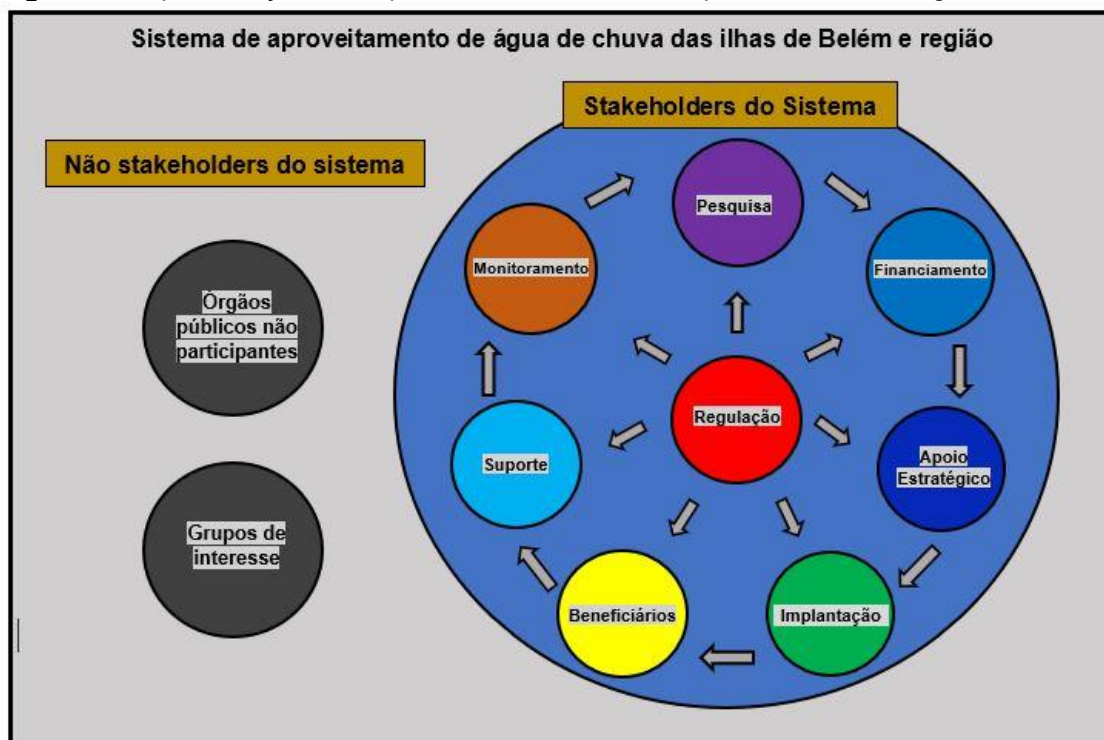 Sistema de aproveitamento de água de chuva das ilhas de Belém e região
Stakeholders do Sistema
Não stakeholders do sistema
Pesquisa
Monitoramento
Financiamento
Órgãos
públicos não
participantes
Regulação
Suporte
Apoio
Estratégico
Grupos de
interesse
Beneficiários
Implantação